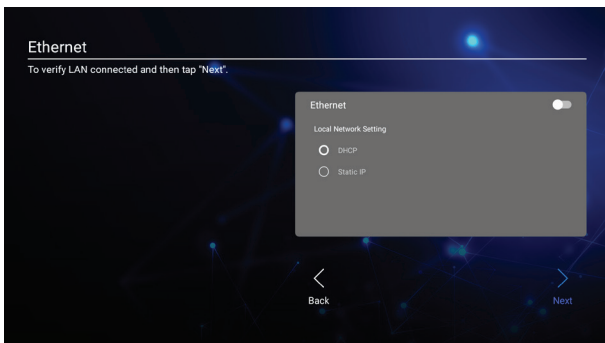 Ethernet
To verify LAN connected and then tap "Next".
Ethernet
Local Network Setting
DHCP
Static IP
Back
Next